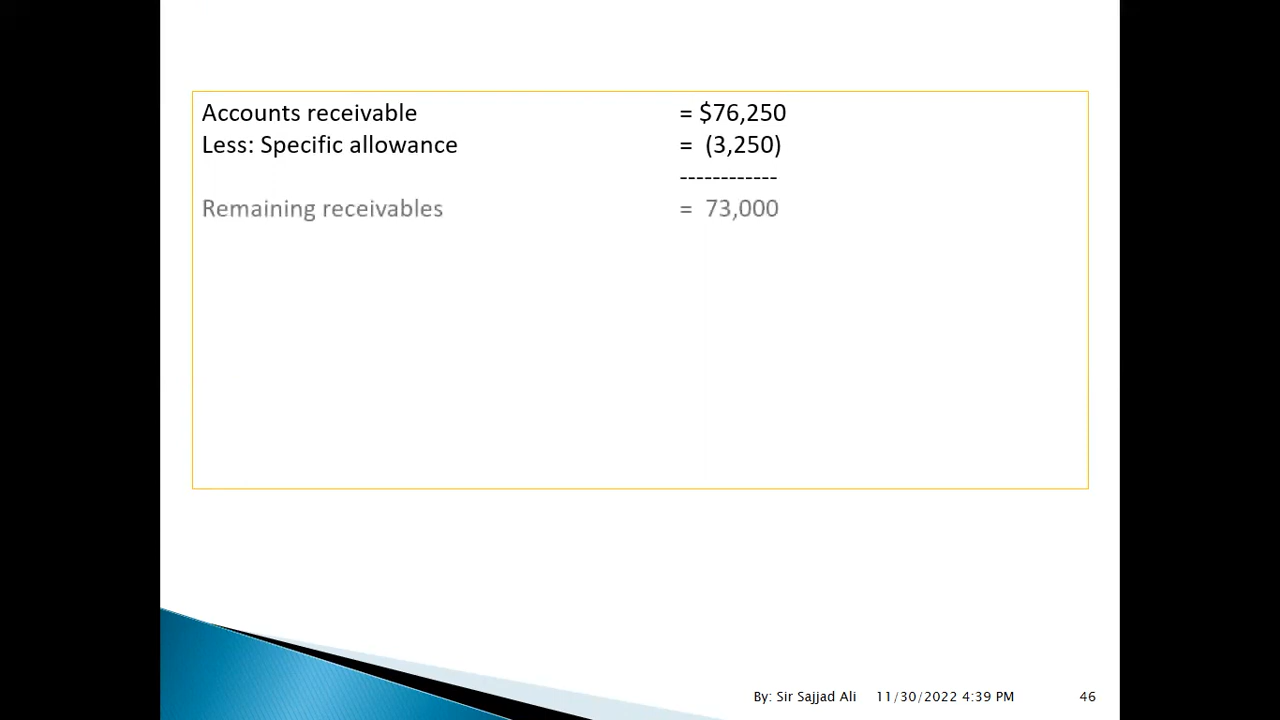 Accounts receivable = $76,250
Less: Specific allowance = (3,250)
------------
Remaining receivables = 73,000
By: Sir Sajjad Ali 11/30/2022 4:39 PM 46